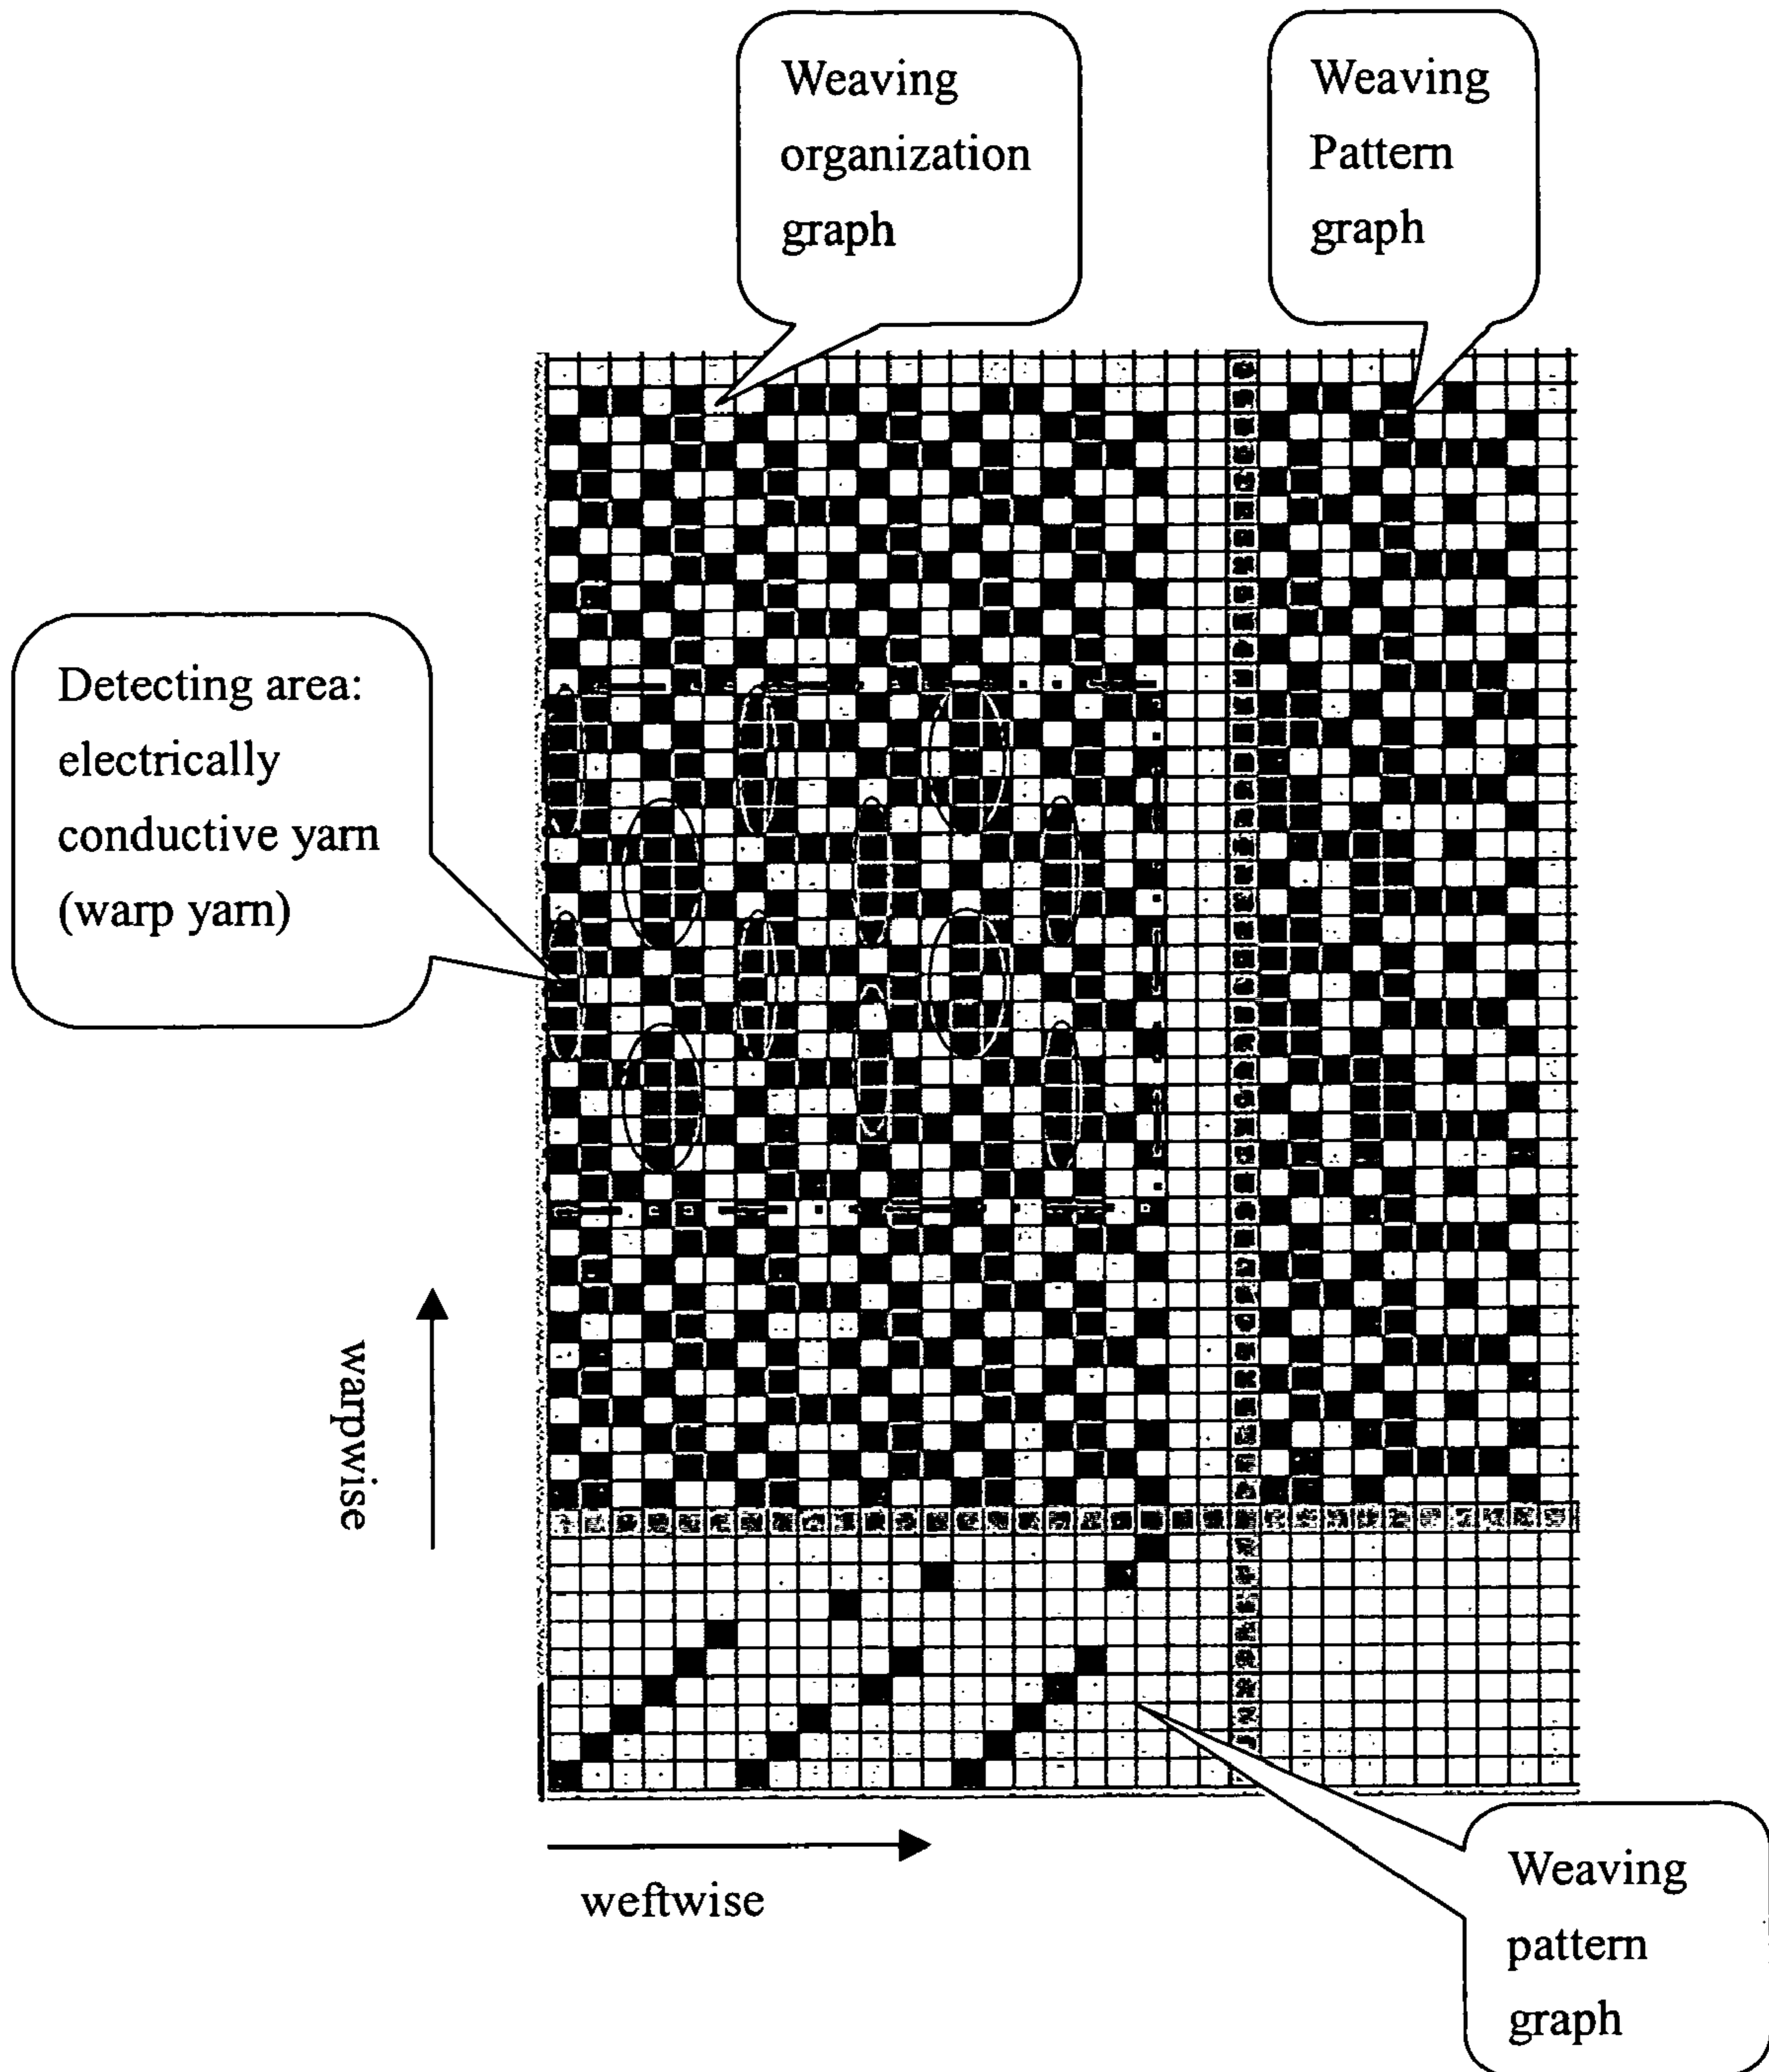 Weaving
organization
graph
Weaving
Pattern
graph
Detecting area:
electrically
conductive yarn
(warp yarn)
warpwise
weftwise
Weaving
pattern
graph